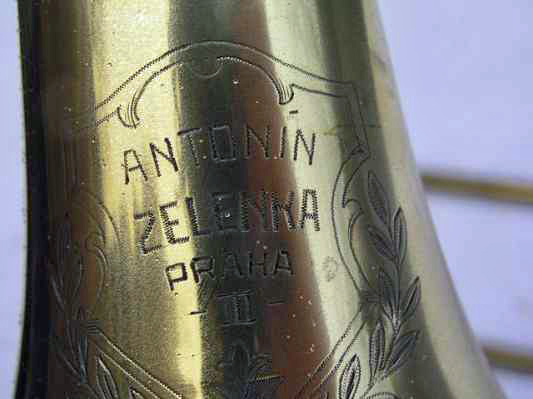 ANTONÍN
ZELENKA
PRAHA
-II-